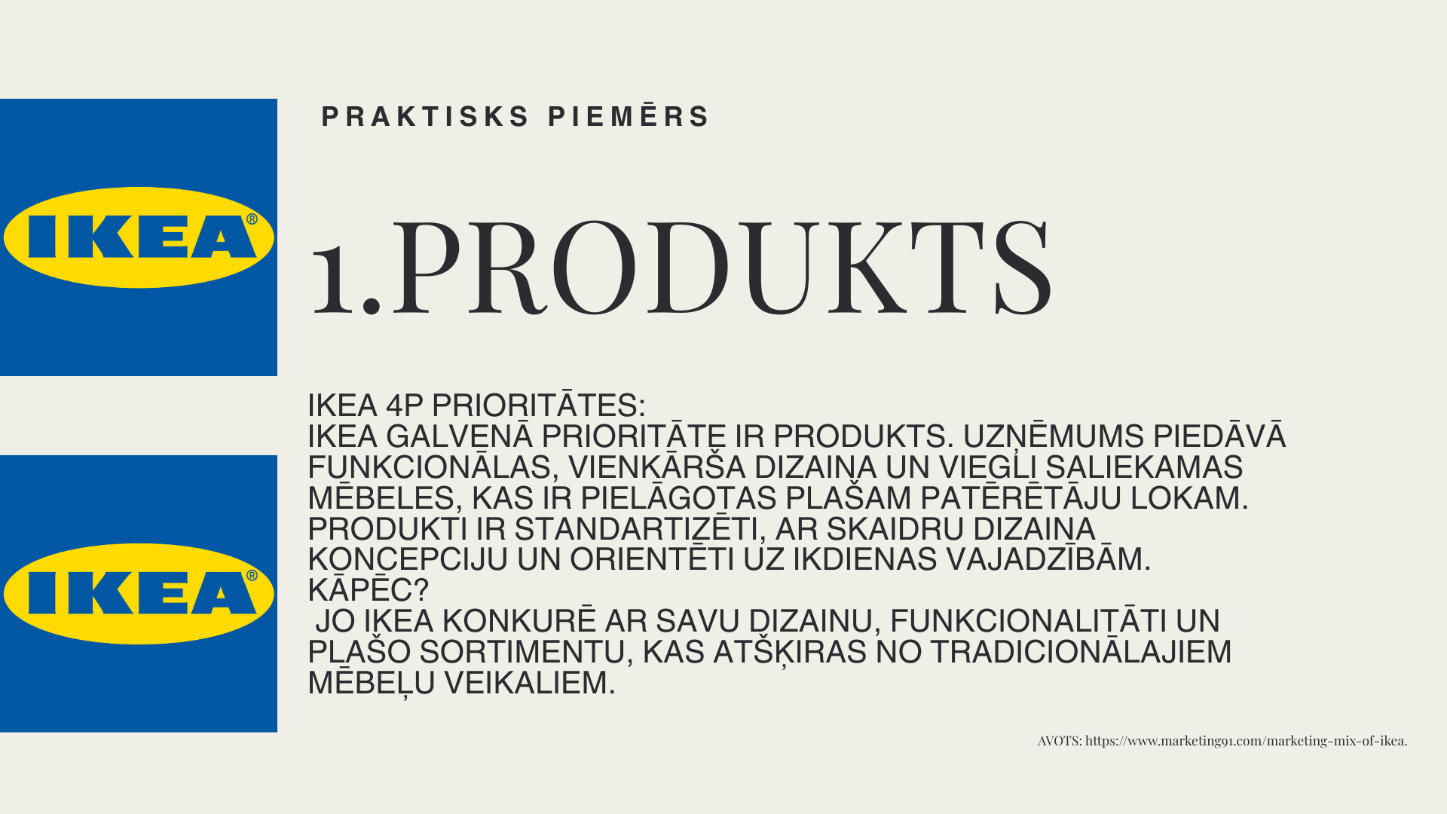 PRAKTISKS PIEMĒRS
IKEA®
1.PRODUKTS
IKEA 4P PRIORITĀTES:
IKEA GALVENĀ PRIORITĀTE IR PRODUKTS. UZŅĒMUMS PIEDĀVĀ
FUNKCIONĀLAS, VIENKĀRŠA DIZAINA UN VIEGLI SALIEKAMAS
MĒBELES, KAS IR PIELĀGOTAS PLAŠAM PATĒRĒTĀJU LOKAM.
PRODUKTI IR STANDARTIZĒTI, AR SKAIDRU DIZAINA
KONCEPCIJU UN ORIENTĒTI UZ IKDIENAS VAJADZĪBĀM.
KĀPĒC?
JO IKEA KONKURĒ AR SAVU DIZAINU, FUNKCIONALITĀTI UN
PLAŠO SORTIMENTU, KAS ATŠĶIRAS NO TRADICIONĀLAJIEM
MĒBEĻU VEIKALIEM.
IKEA®
AVOTS: https://www.marketing91.com/marketing-mix-of-ikea.